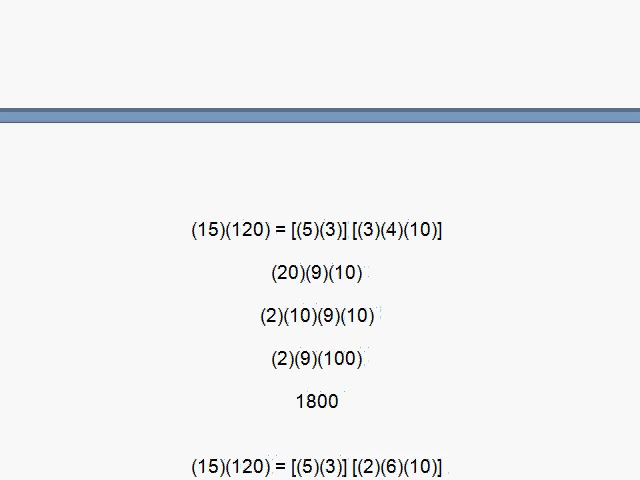 (15)(120) = [(5)(3)] [(3)(4)(10)]
(20)(9)(10)
(2)(10)(9)(10)
(2)(9)(100)
1800
(15)(120) = [(5)(3)] [(2)(6)(10)]